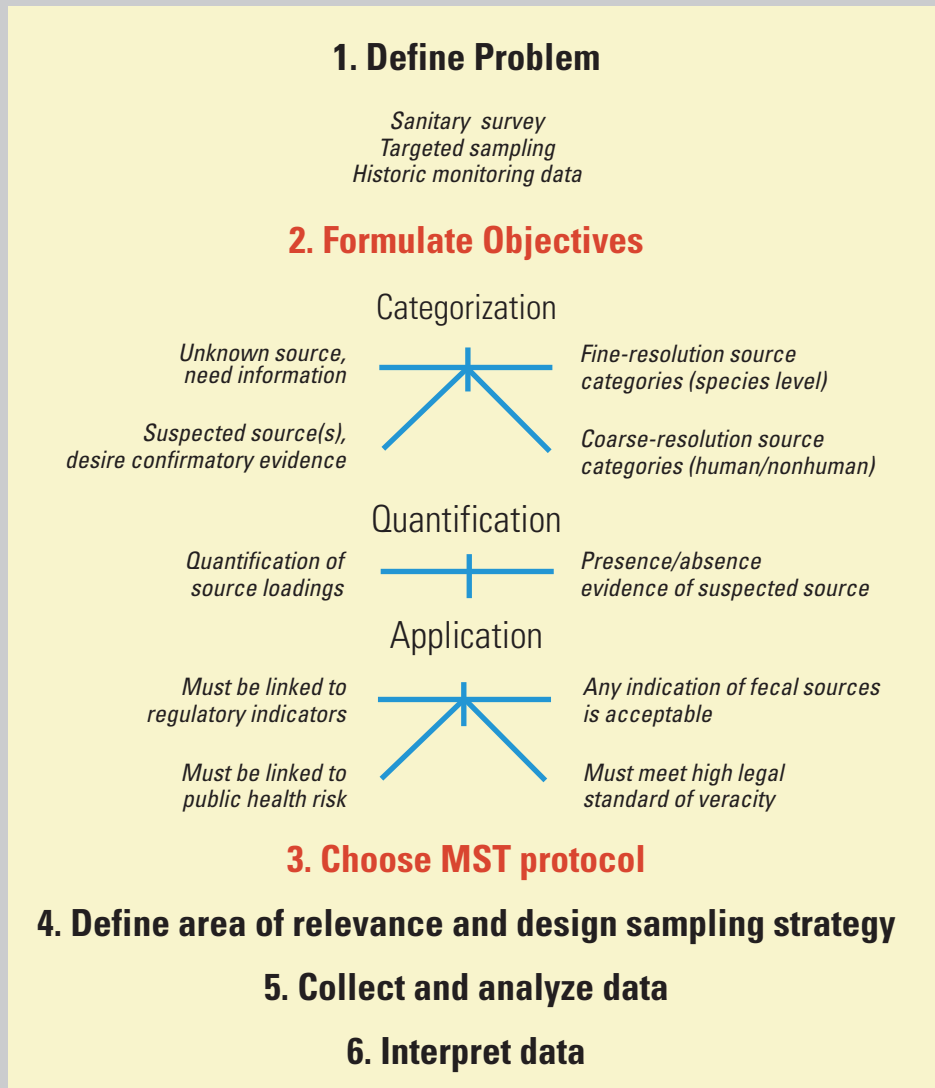 1. Define Problem
Sanitary survey
Targeted sampling
Historic monitoring data
2. Formulate Objectives
Categorization
Unknown source,
need information
Fine-resolution source
categories (species level)
Suspected source(s),
desire confirmatory evidence
Coarse-resolution source
categories (human/nonhuman)
Quantification
Quantification of
source loadings
Presence/absence
evidence of suspected source
Application
Must be linked to
regulatory indicators
Any indication of fecal sources
is acceptable
Must be linked to
public health risk
Must meet high legal
standard of veracity
3. Choose MST protocol
4. Define area of relevance and design sampling strategy
5. Collect and analyze data
6. Interpret data